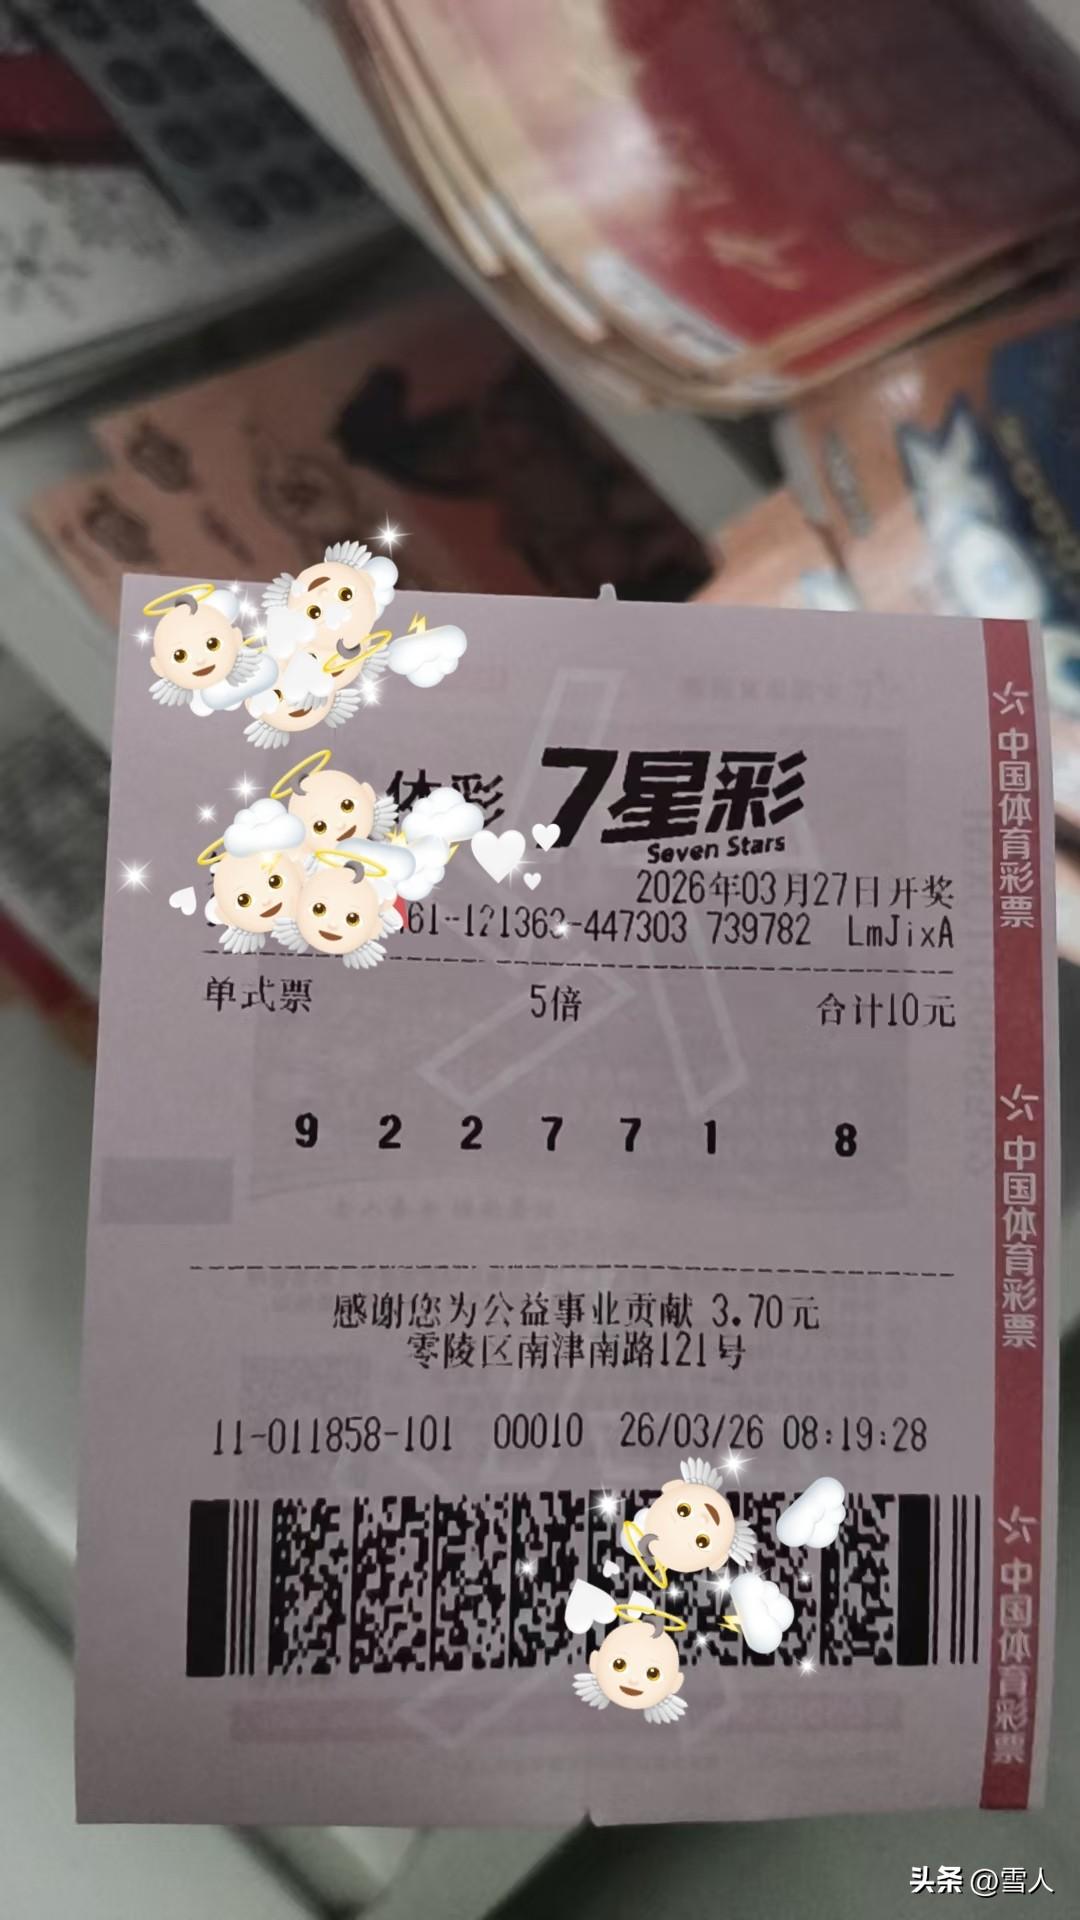 体彩 7星彩
Seven Stars
2026年03月27日开奖
61-121363-447303 739782 LmJixA
单式票 5倍 合计10元
9 2 2 7 7 1 8
感谢您为公益事业贡献 3.70元
零陵区南津南路121号
11-011858-101 00010 26/03/26 08:19:28
中国体育彩票
中国体育彩票
中国体育彩票
头条 @雪人